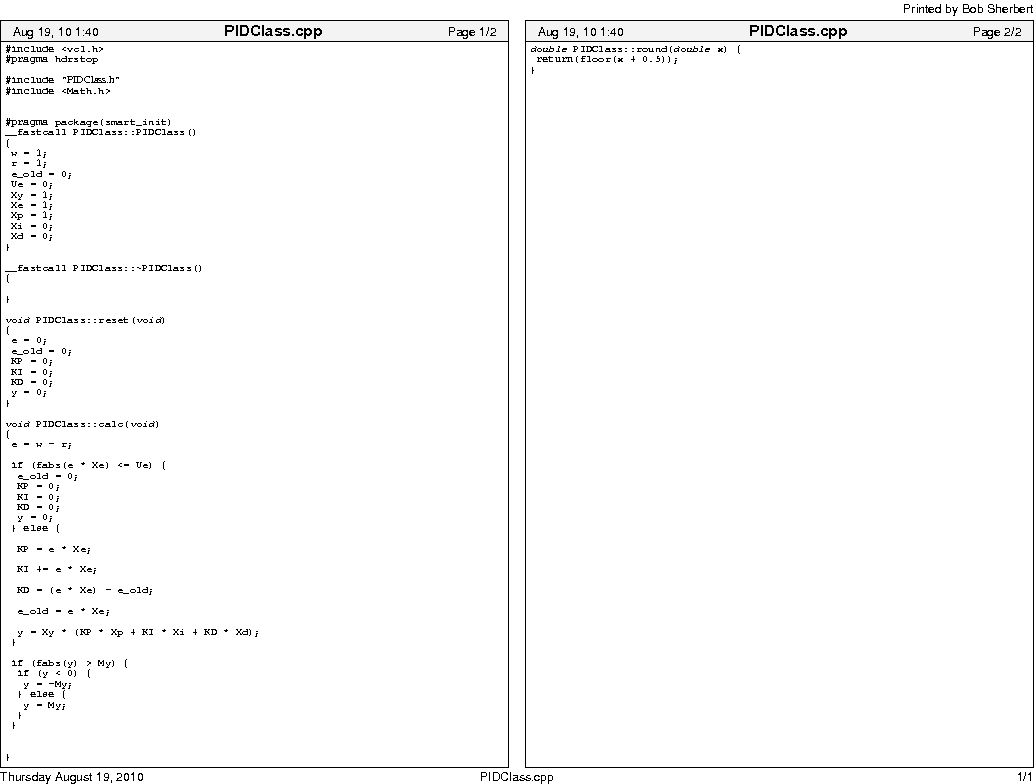 Printed by Bob Sherbert
Aug 19, 10 1:40 PIDClass.cpp Page 1/2
#include <vcl.h>
#pragma hdrstop
#include "PIDClass.h"
#include <Math.h>
#pragma package(smart_init)
__fastcall PIDClass::PIDClass()
{
w = 1;
r = 1;
e_old = 0;
Ue = 0;
Xy = 1;
Xe = 1;
Xp = 1;
Xi = 0;
Xd = 0;
}
__fastcall PIDClass::~PIDClass()
{
}
void PIDClass::reset(void)
{
e = 0;
e_old = 0;
KP = 0;
KI = 0;
KD = 0;
y = 0;
}
void PIDClass::calc(void)
{
e = w - r;
if (fabs(e * Xe) <= Ue) {
e_old = 0;
KP = 0;
KI = 0;
KD = 0;
y = 0;
} else {
KP = e * Xe;
KI += e * Xe;
KD = (e * Xe) - e_old;
e_old = e * Xe;
y = Xy * (KP * Xp + KI * Xi + KD * Xd);
}
if (fabs(y) > My) {
if (y < 0) {
y = -My;
} else {
y = My;
}
}
}
Aug 19, 10 1:40 PIDClass.cpp Page 2/2
double PIDClass::round(double x) {
return(floor(x + 0.5));
}
Thursday August 19, 2010 PIDClass.cpp 1/1